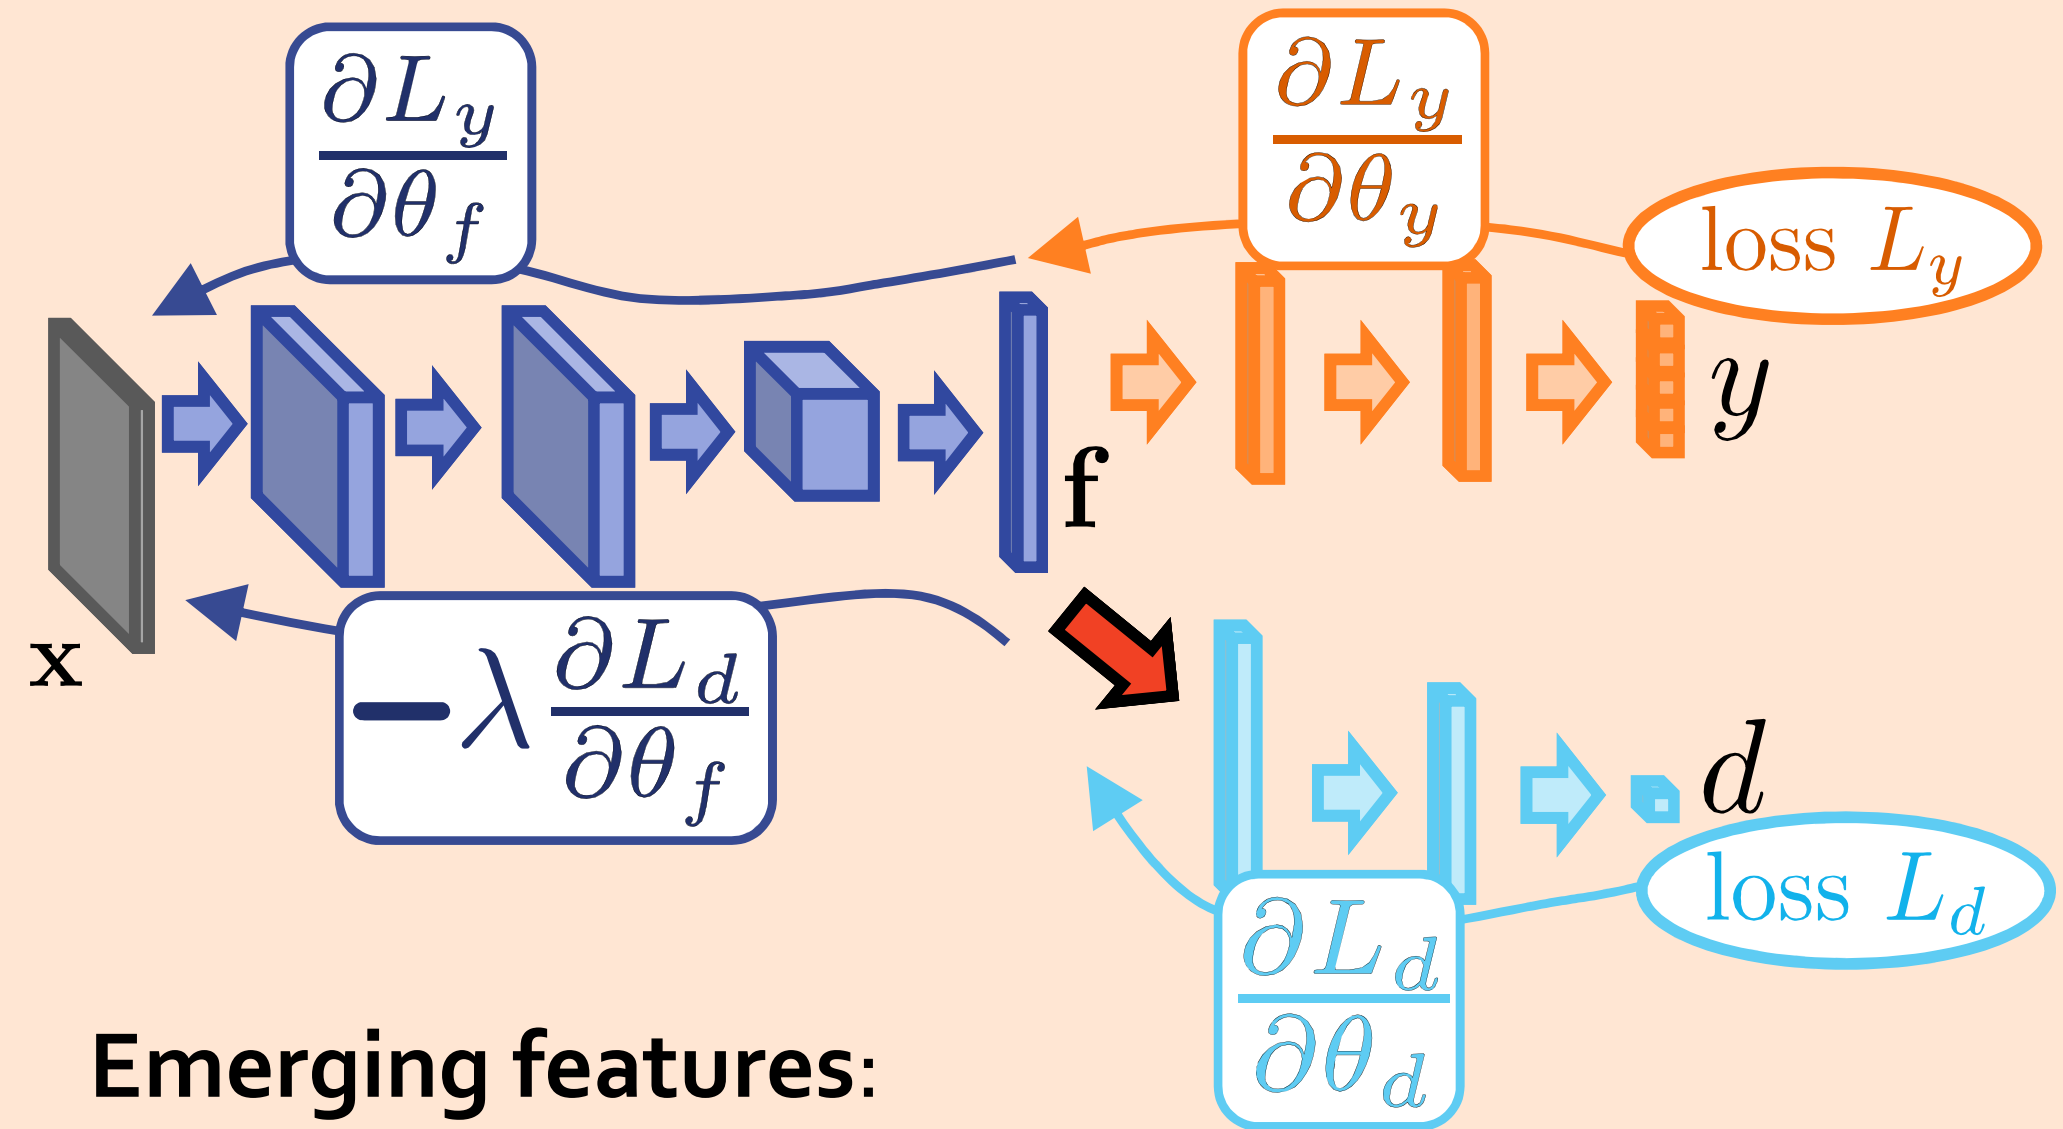 ∂L_y / ∂θ_f
∂L_y / ∂θ_y
loss L_y
y
f
x
−λ ∂L_d / ∂θ_f
d
loss L_d
∂L_d / ∂θ_d
Emerging features: